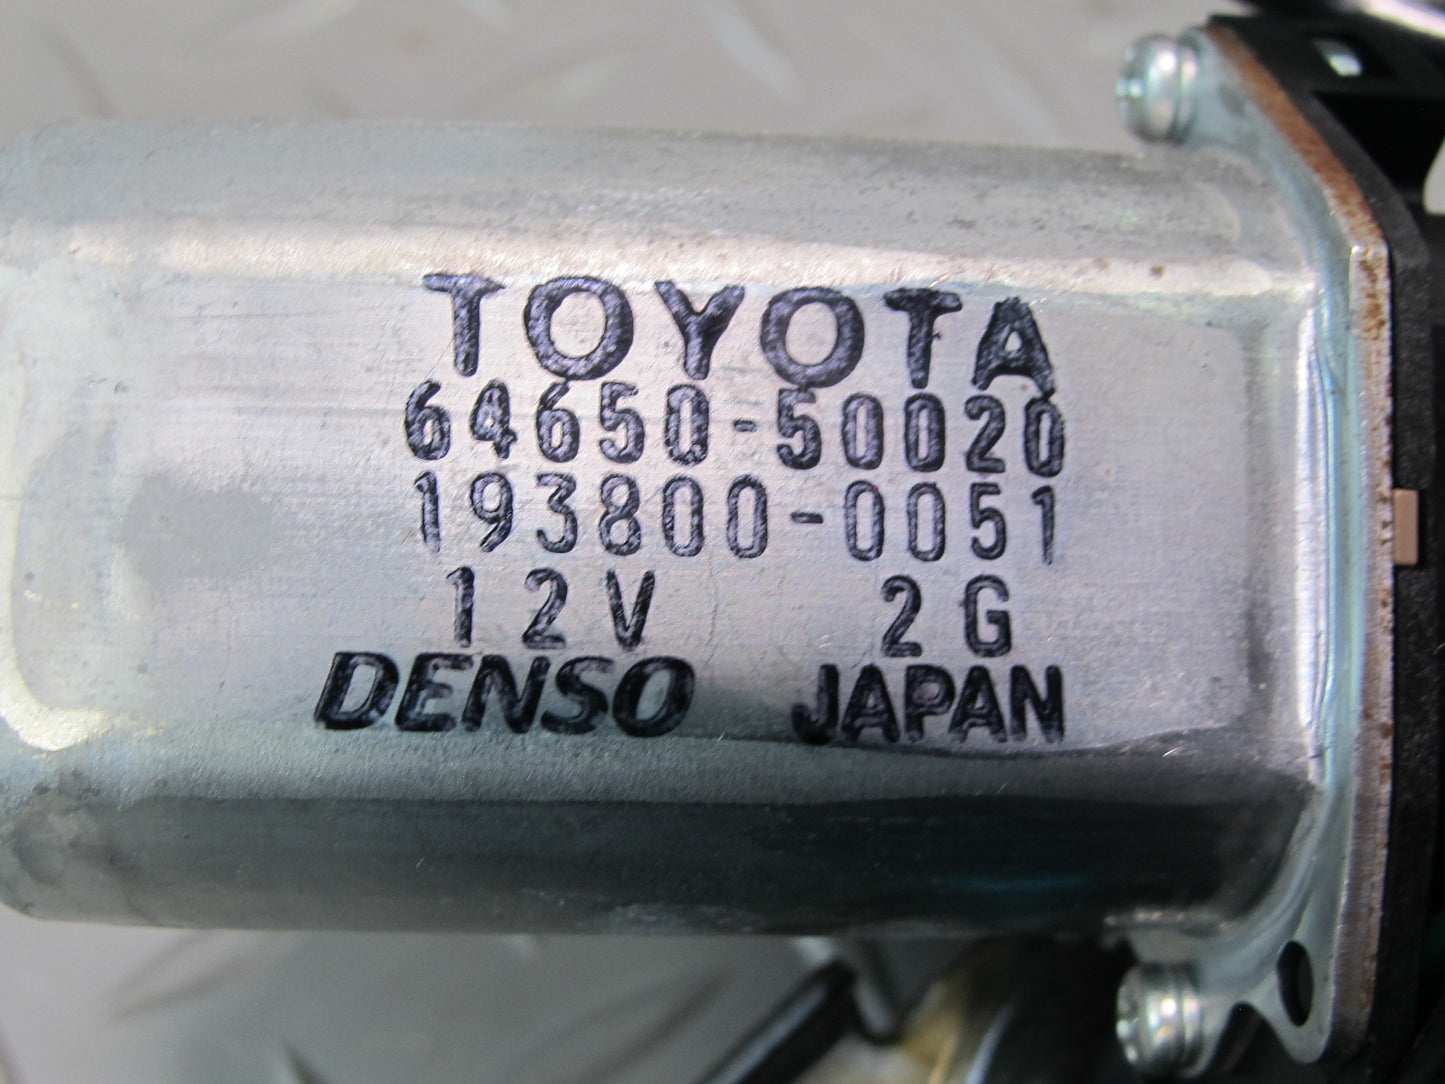 TOYOTA
64650-50020
193800-0051
12V 2G
DENSO JAPAN